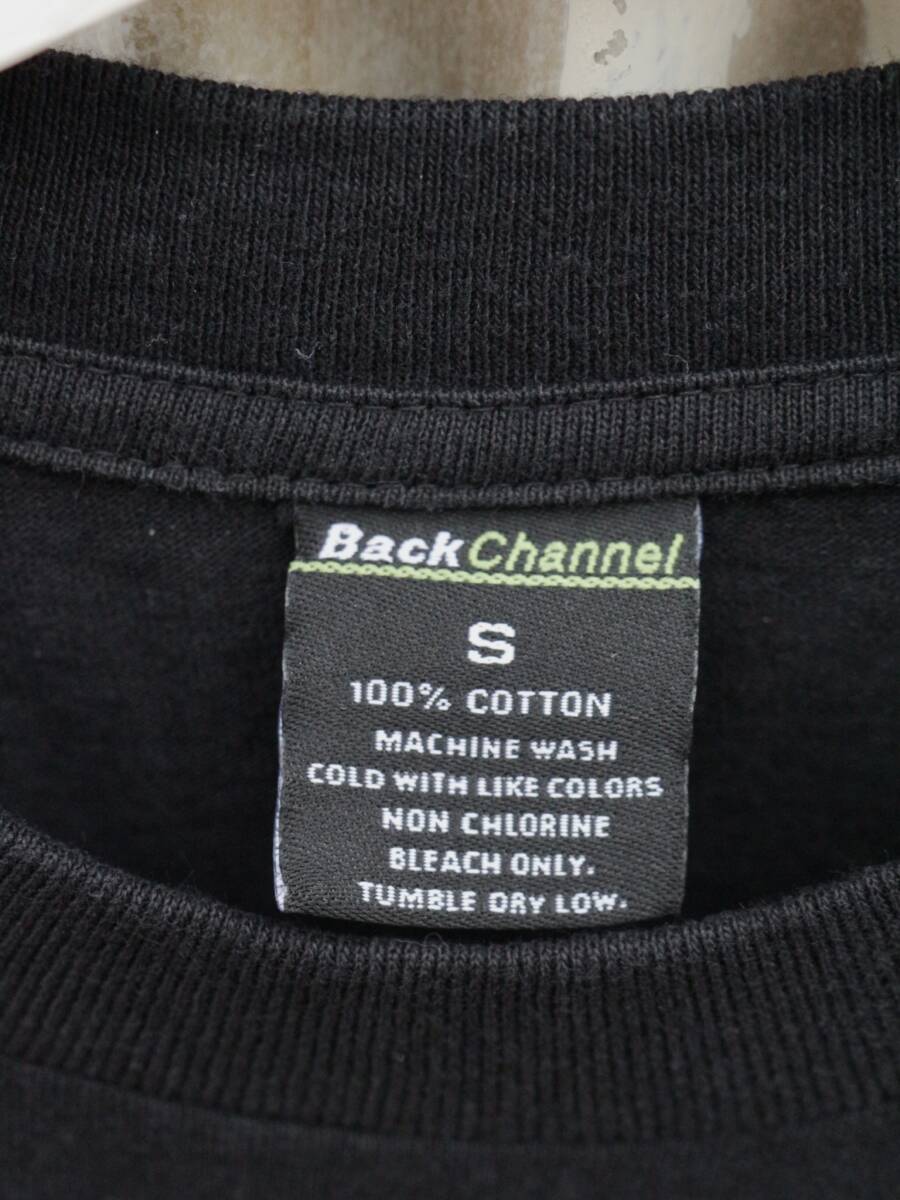 Back Channel
S
100% COTTON
MACHINE WASH
COLD WITH LIKE COLORS
NON CHLORINE
BLEACH ONLY.
TUMBLE DRY LOW.